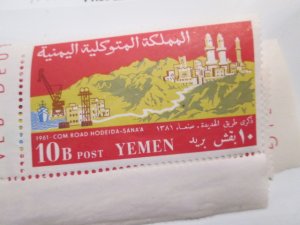 المملكة المتوكلية اليمنية
1961-COM ROAD HODEIDA-SANA'A
ذكرى طريق الحديدة - صنعاء ١٣٨١
10B POST YEMEN
١٠ بقش بريد